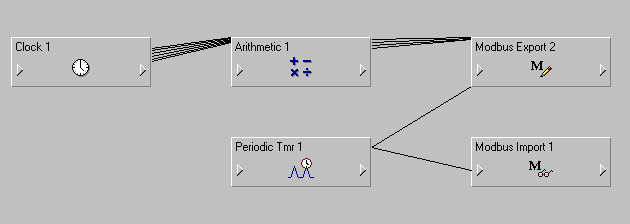 Clock 1
Arithmetic 1
Modbus Export 2
M
Periodic Tmr 1
Modbus Import 1
M